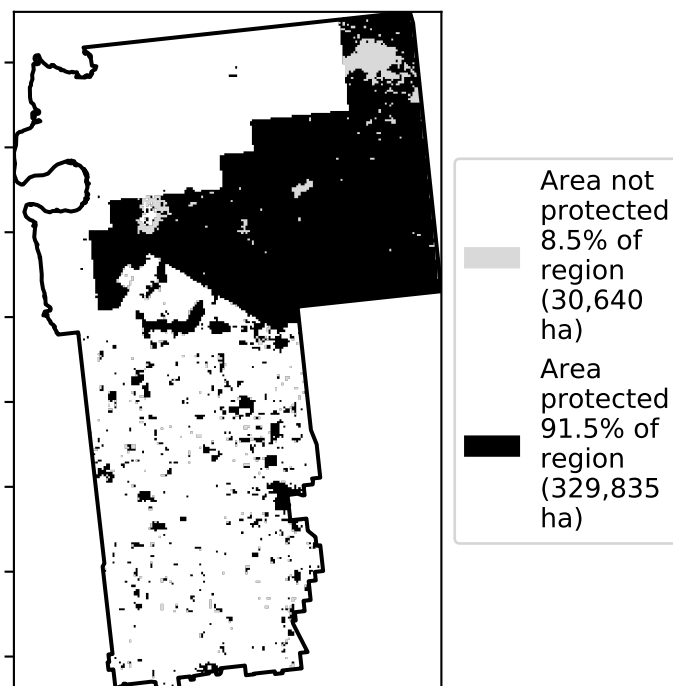 Area not
protected
8.5% of
region
(30,640
ha)
Area
protected
91.5% of
region
(329,835
ha)